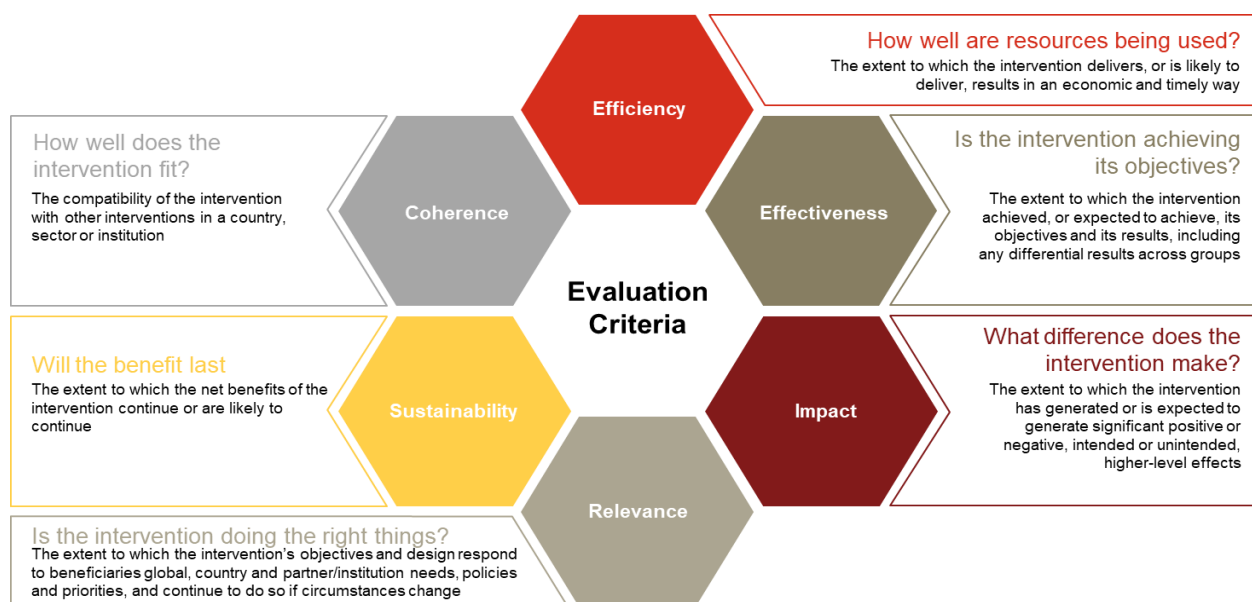 How well are resources being used?
The extent to which the intervention delivers, or is likely to
deliver, results in an economic and timely way
Efficiency
How well does the
intervention fit?
The compatibility of the intervention
with other interventions in a country,
sector or institution
Coherence
Is the intervention achieving
its objectives?
The extent to which the intervention
achieved, or expected to achieve, its
objectives and its results, including
any differential results across groups
Effectiveness
Evaluation
Criteria
Will the benefit last
The extent to which the net benefits of the
intervention continue or are likely to
continue
Sustainability
What difference does the
intervention make?
The extent to which the intervention
has generated or is expected to
generate significant positive or
negative, intended or unintended,
higher-level effects
Impact
Relevance
Is the intervention doing the right things?
The extent to which the intervention’s objectives and design respond
to beneficiaries global, country and partner/institution needs, policies
and priorities, and continue to do so if circumstances change